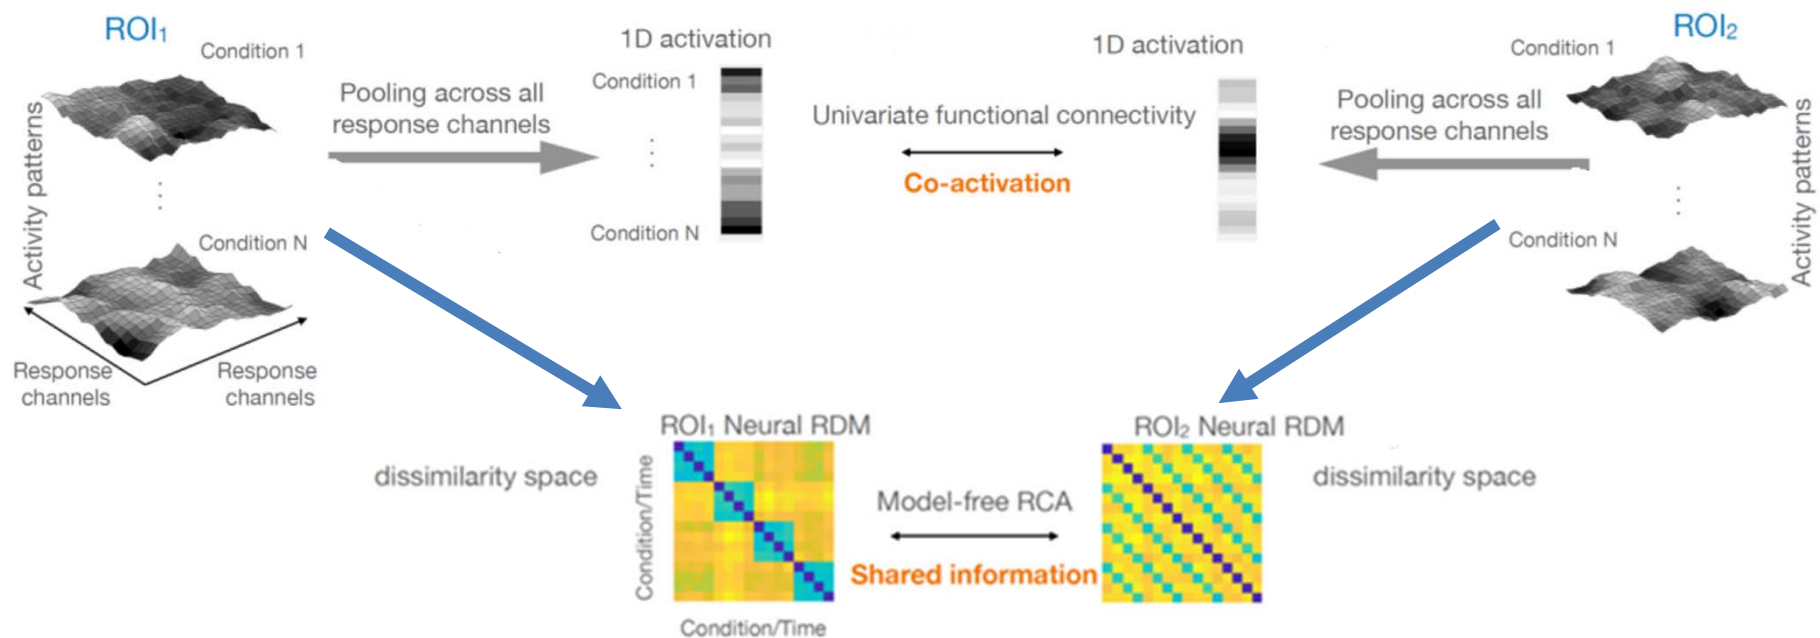 ROI₁
Condition 1
Activity patterns
Condition N
Response
channels
Response
channels
Pooling across all
response channels
1D activation
Condition 1
Condition N
Univariate functional connectivity
Co-activation
1D activation
Pooling across all
response channels
ROI₂
Condition 1
Condition N
Activity patterns
dissimilarity space
ROI₁ Neural RDM
Condition/Time
Condition/Time
Model-free RCA
Shared information
ROI₂ Neural RDM
dissimilarity space